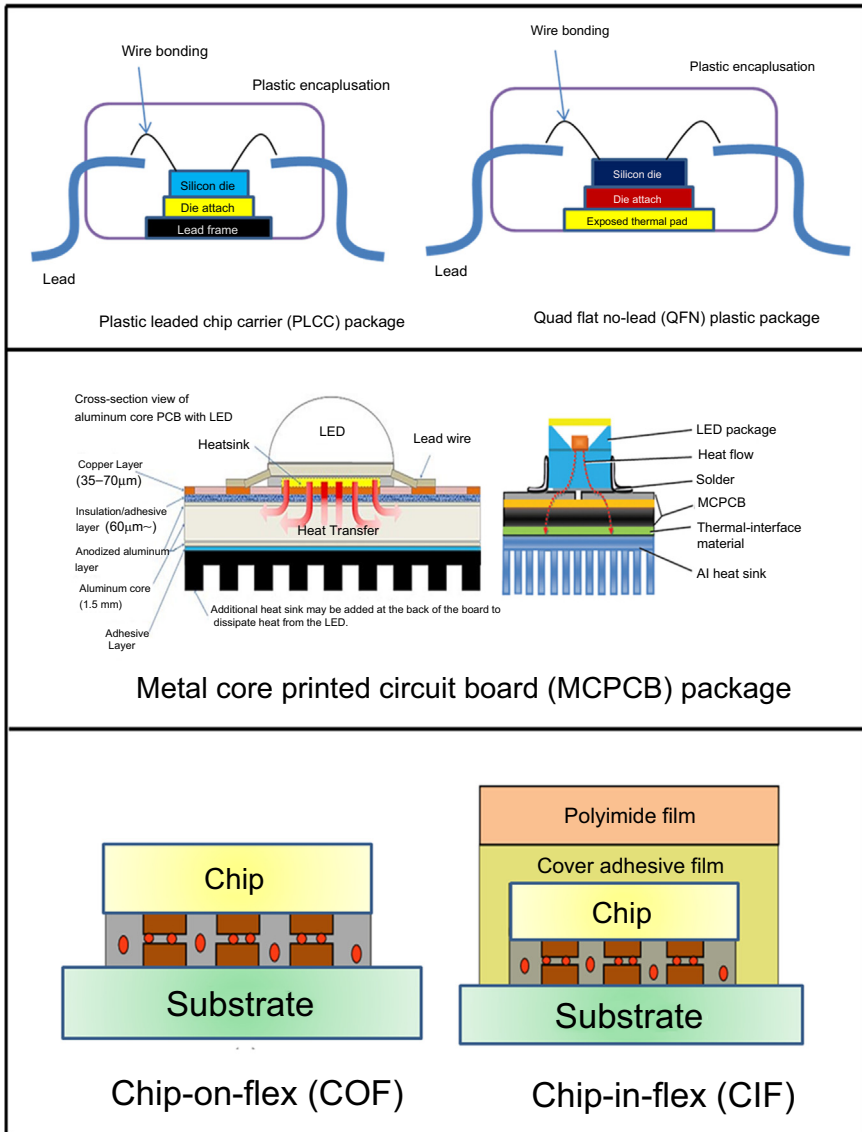 Wire bonding
Plastic encaplusation
Silicon die
Die attach
Lead frame
Lead
Plastic leaded chip carrier (PLCC) package
Wire bonding
Plastic encaplusation
Silicon die
Die attach
Exposed thermal pad
Lead
Quad flat no-lead (QFN) plastic package
Cross-section view of
aluminum core PCB with LED
LED
Heatsink
Lead wire
Copper Layer
(35–70μm)
Insulation/adhesive
layer (60μm~)
Heat Transfer
Anodized aluminum
layer
Aluminum core
(1.5 mm)
Additional heat sink may be added at the back of the board to
dissipate heat from the LED.
Adhesive
Layer
LED package
Heat flow
Solder
MCPCB
Thermal-interface
material
Al heat sink
Metal core printed circuit board (MCPCB) package
Chip
Substrate
Chip-on-flex (COF)
Polyimide film
Cover adhesive film
Chip
Substrate
Chip-in-flex (CIF)